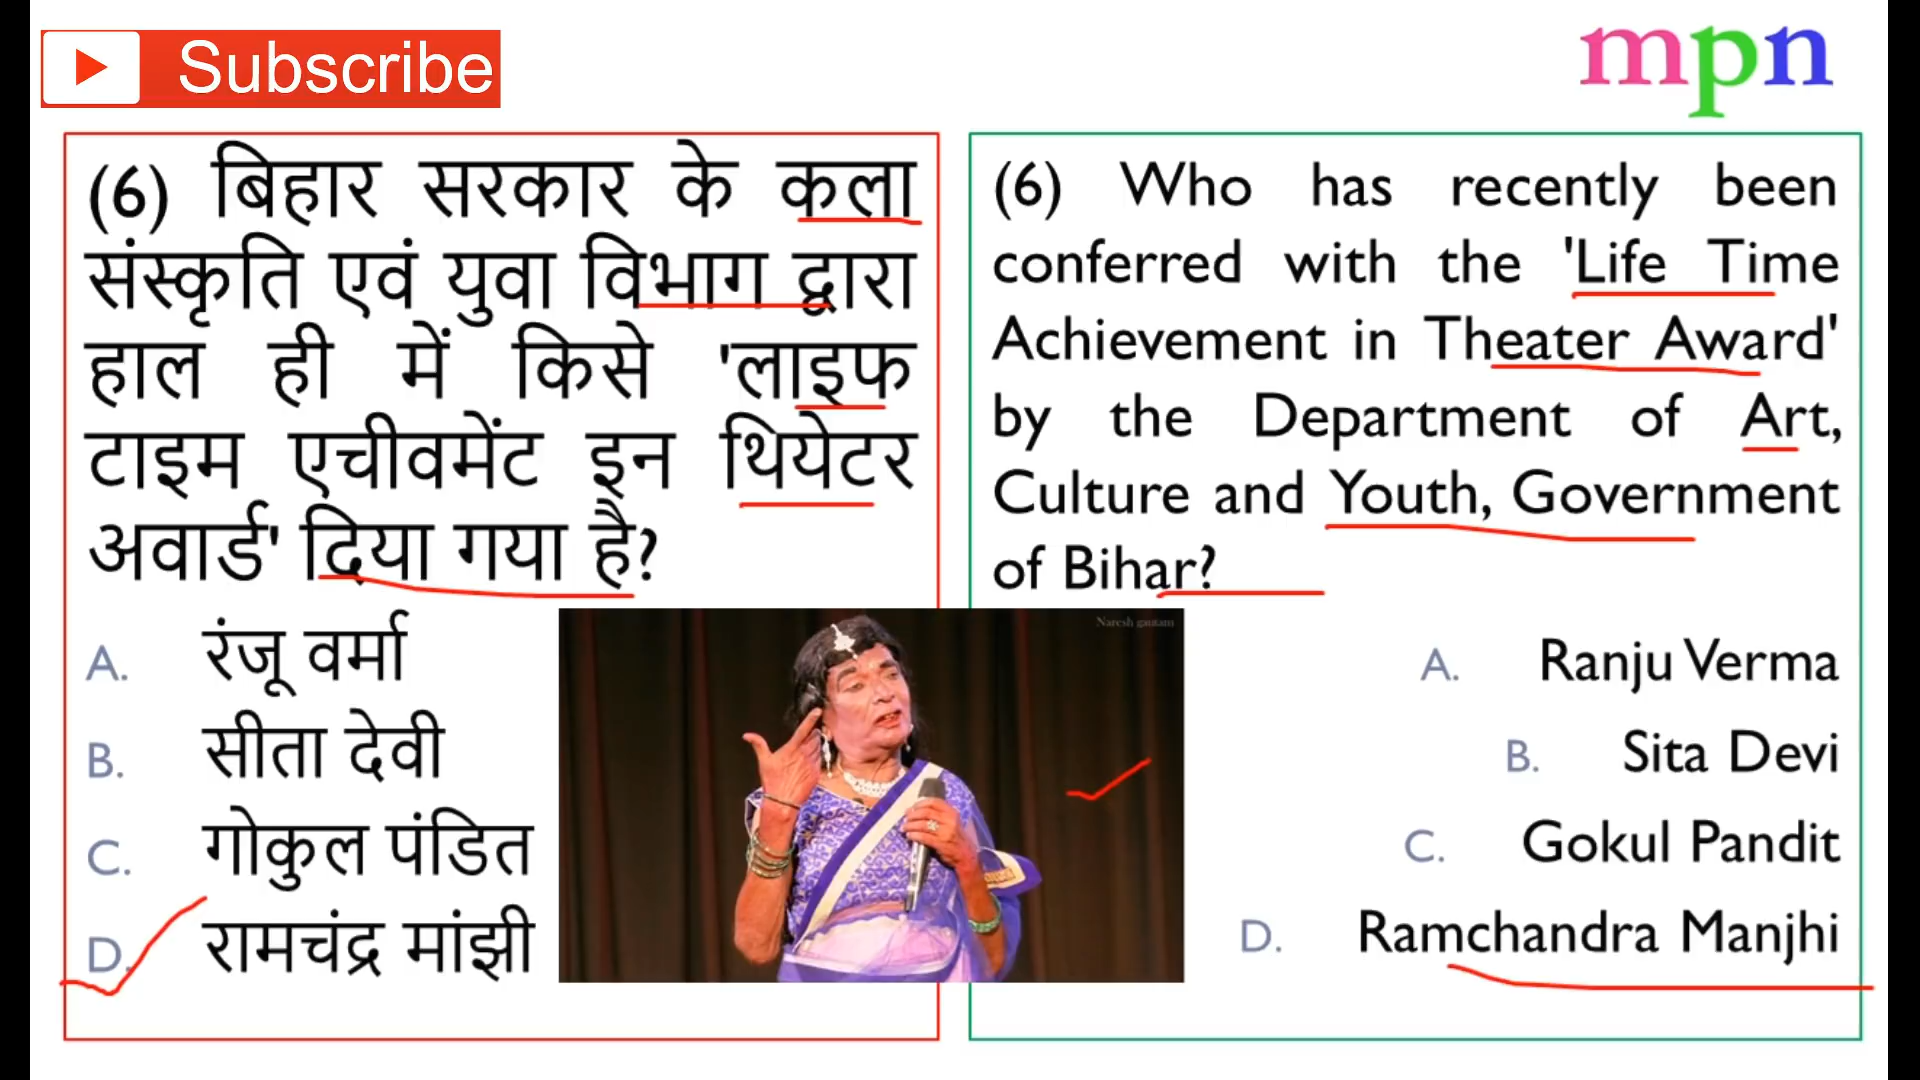 Subscribe
mpn
(6) बिहार सरकार के कला
संस्कृति एवं युवा विभाग द्वारा
हाल ही में किसे 'लाइफ
टाइम एचीवमेंट इन थियेटर
अवार्ड' दिया गया है?
A. रंजू वर्मा
B. सीता देवी
C. गोकुल पंडित
D. रामचंद्र मांझी
(6) Who has recently been
conferred with the 'Life Time
Achievement in Theater Award'
by the Department of Art,
Culture and Youth, Government
of Bihar?
Naresh gautam
A. Ranju Verma
B. Sita Devi
C. Gokul Pandit
D. Ramchandra Manjhi